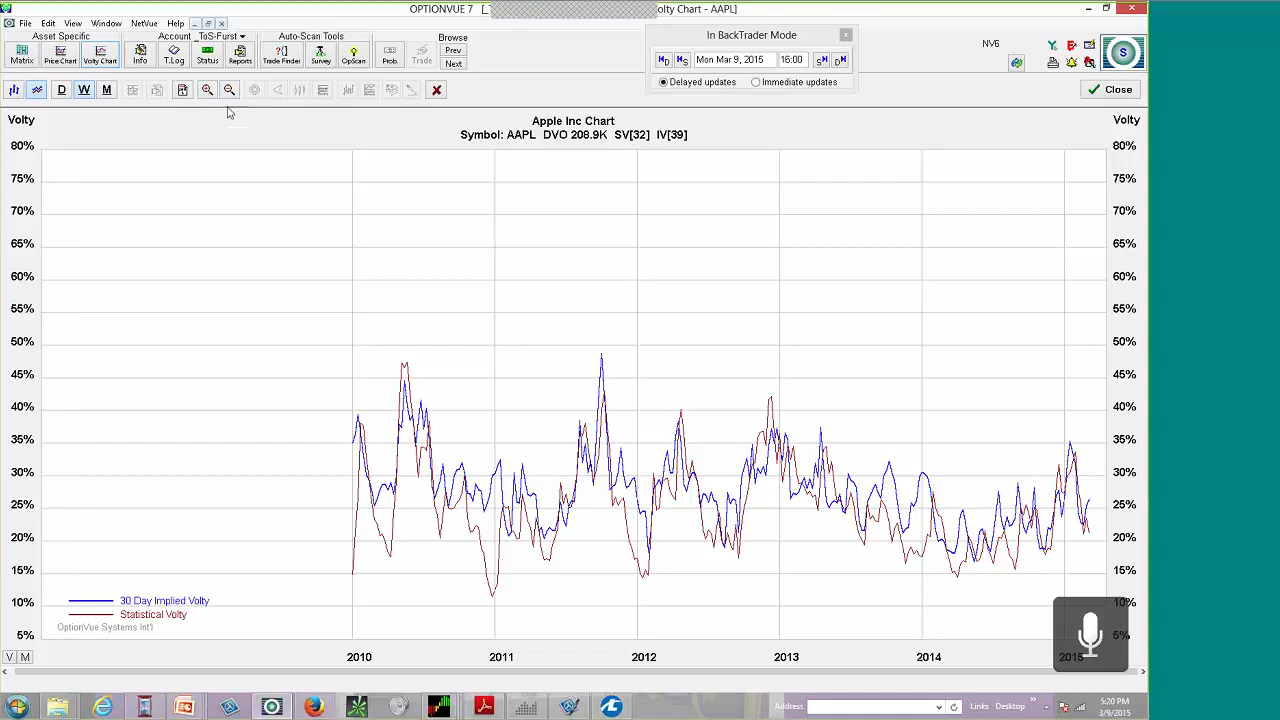 OPTIONVUE 7 [_T
olty Chart - AAPL]
File Edit View Window NetVue Help
Asset Specific
Account _ToS-Furst
Auto-Scan Tools
Browse
Matrix
Price Chart
Volty Chart
Info
T.Log
Status
Reports
Trade Finder
Survey
OpScan
Proc.
Trade
Prev
Next
In BackTrader Mode
D S Mon Mar 9, 2015 16:00 S D
Delayed updates Immediate updates
NV6
S
D W M
Close
Volty
Apple Inc Chart
Symbol: AAPL DVO 208.9K SV[32] IV[39]
Volty
80% 80%
75% 75%
70% 70%
65% 65%
60% 60%
55% 55%
50% 50%
45% 45%
40% 40%
35% 35%
30% 30%
25% 25%
20% 20%
15% 15%
10% 10%
5% 5%
30 Day Implied Volty
Statistical Volty
OptionVue Systems Int'l
V M
2010 2011 2012 2013 2014 2015
Address
Links Desktop
5:20 PM
3/9/2015